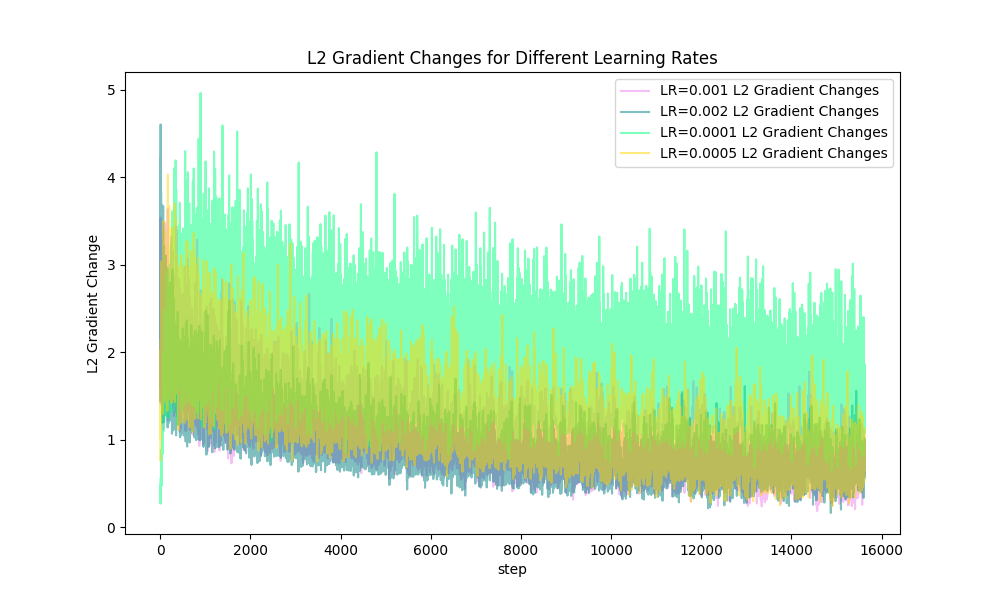 L2 Gradient Changes for Different Learning Rates
LR=0.001 L2 Gradient Changes
LR=0.002 L2 Gradient Changes
LR=0.0001 L2 Gradient Changes
LR=0.0005 L2 Gradient Changes
L2 Gradient Change
5
4
3
2
1
0
0 2000 4000 6000 8000 10000 12000 14000 16000
step